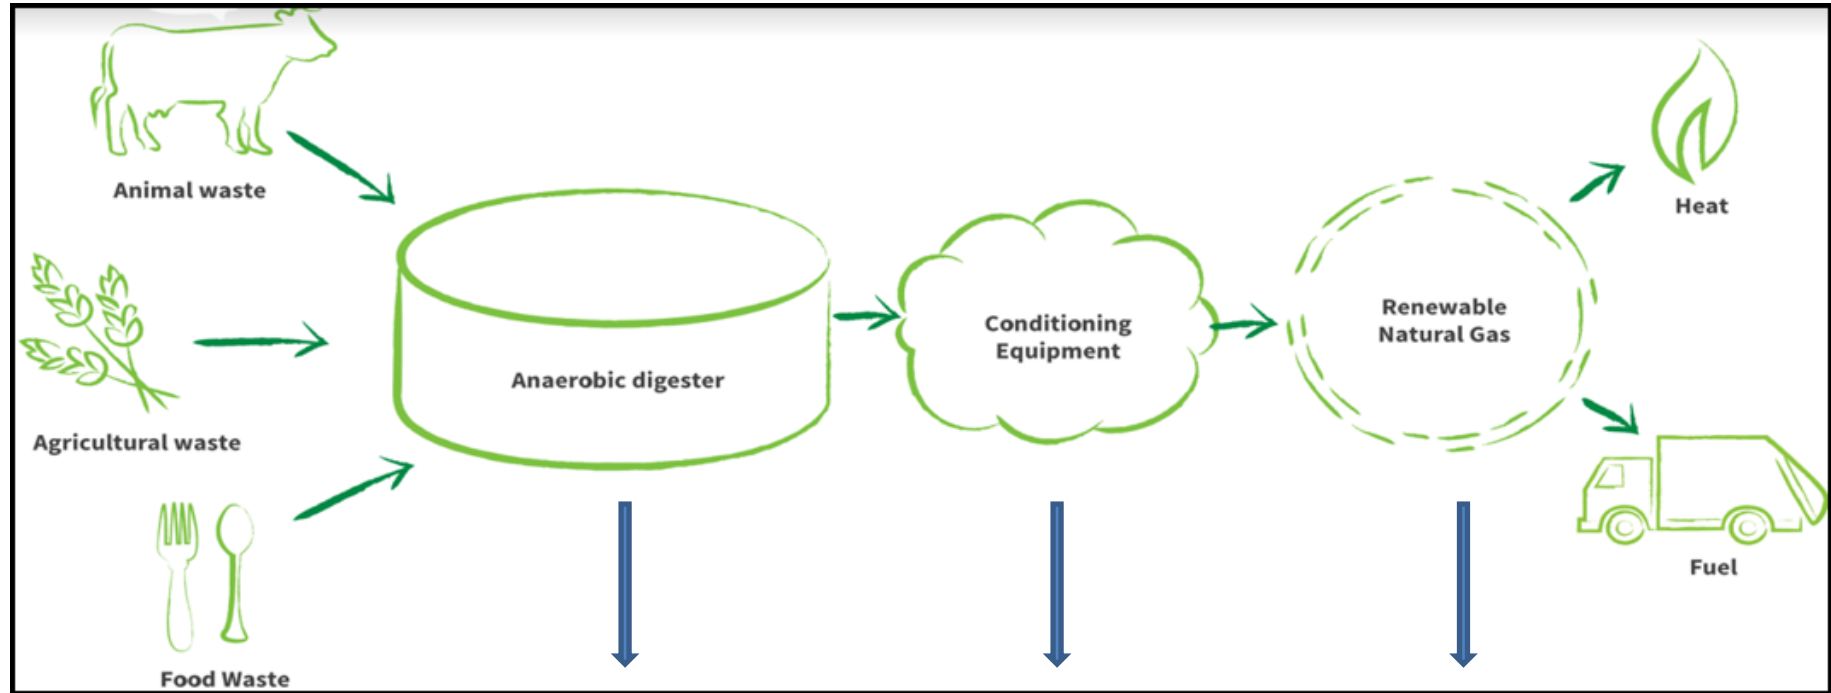 Animal waste
Agricultural waste
Food Waste
Anaerobic digester
Conditioning
Equipment
Renewable
Natural Gas
Heat
Fuel